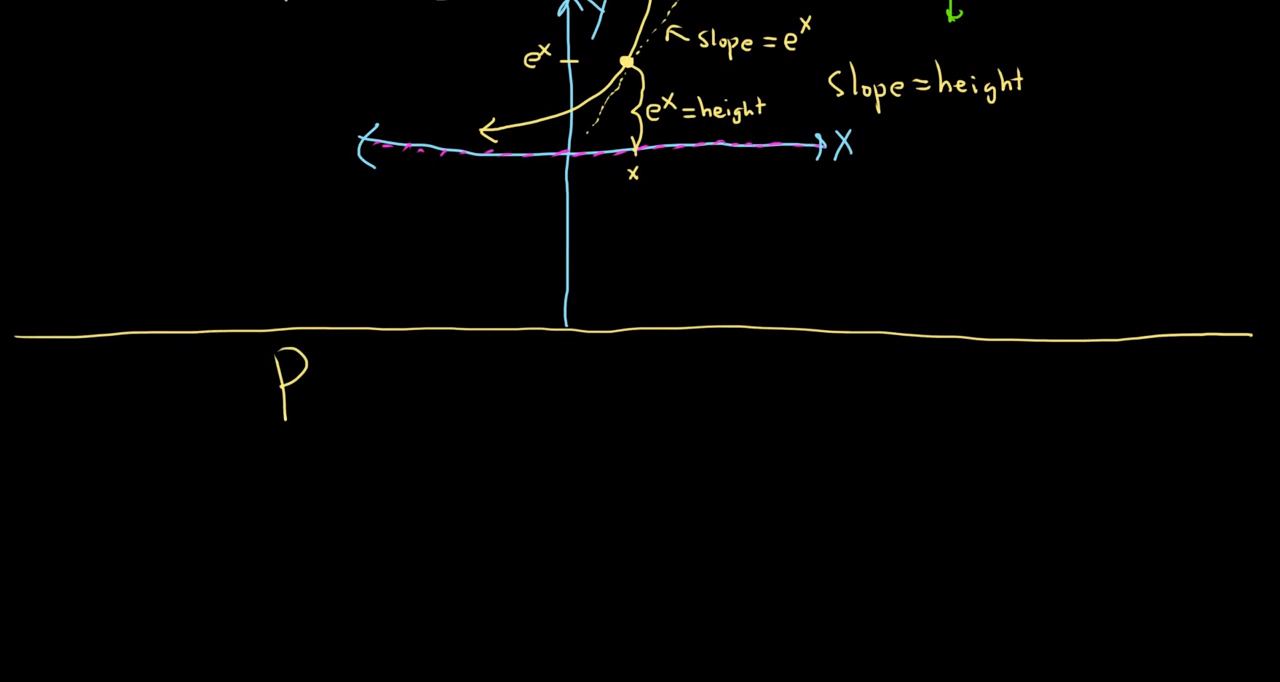 y
e^x
slope = e^x
e^x = height
slope = height
X
x
P